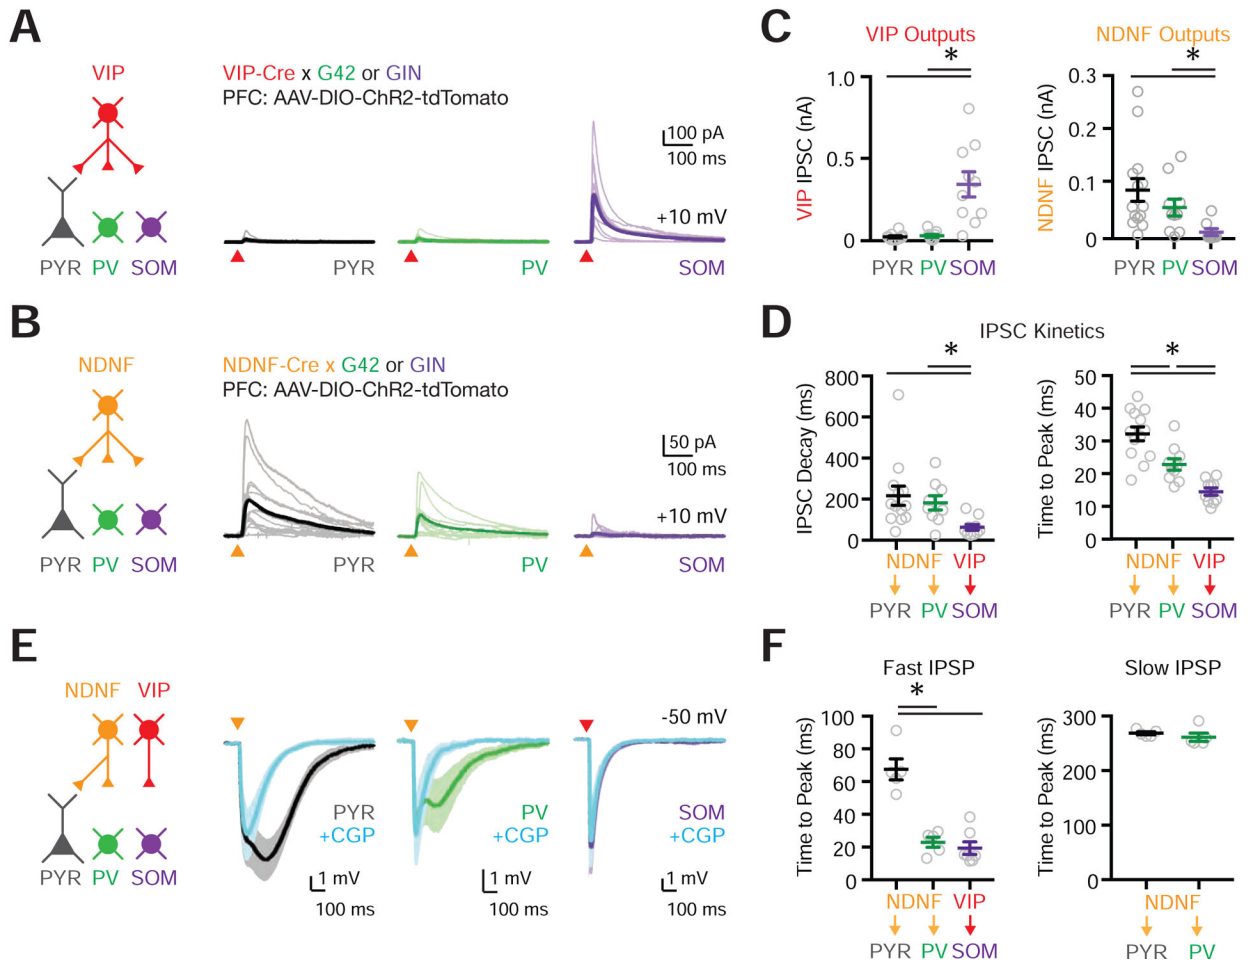 A
VIP
VIP-Cre x G42 or GIN
PFC: AAV-DIO-ChR2-tdTomato
100 pA
100 ms
+10 mV
PYR PV SOM
PYR
PV
SOM
C
VIP Outputs
*
1.0
0.5
0
VIP IPSC (nA)
PYR PV SOM
NDNF Outputs
*
0.3
0.2
0.1
0
NDNF IPSC (nA)
PYR PV SOM
B
NDNF
NDNF-Cre x G42 or GIN
PFC: AAV-DIO-ChR2-tdTomato
50 pA
100 ms
+10 mV
PYR PV SOM
PYR
PV
SOM
D
IPSC Kinetics
*
800
600
400
200
0
IPSC Decay (ms)
NDNF VIP
PYR PV SOM
*
50
40
30
20
10
0
Time to Peak (ms)
NDNF VIP
PYR PV SOM
E
NDNF VIP
-50 mV
PYR PV SOM
PYR
+CGP
1 mV
100 ms
PV
+CGP
1 mV
100 ms
SOM
+CGP
1 mV
100 ms
F
Fast IPSP
*
100
80
60
40
20
0
Time to Peak (ms)
NDNF VIP
PYR PV SOM
Slow IPSP
300
200
100
0
Time to Peak (ms)
NDNF
PYR PV